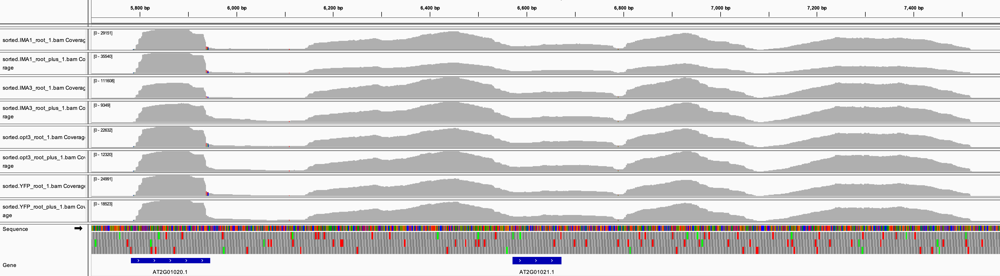 5,800 bp 6,000 bp 6,200 bp 6,400 bp 6,600 bp 6,800 bp 7,000 bp 7,200 bp 7,400 bp
[0 - 29151]
sorted.IMA1_root_1.bam Coverag
[0 - 35540]
sorted.IMA1_root_plus_1.bam Co
rage
[0 - 111608]
sorted.IMA3_root_1.bam Coverag
[0 - 9349]
sorted.IMA3_root_plus_1.bam Co
rage
[0 - 22632]
sorted.opt3_root_1.bam Coverage
[0 - 12320]
sorted.opt3_root_plus_1.bam Cov
rage
[0 - 24991]
sorted.YFP_root_1.bam Coverage
[0 - 18523]
sorted.YFP_root_plus_1.bam Cov
age
Sequence
Gene
AT2G01020.1 AT2G01021.1